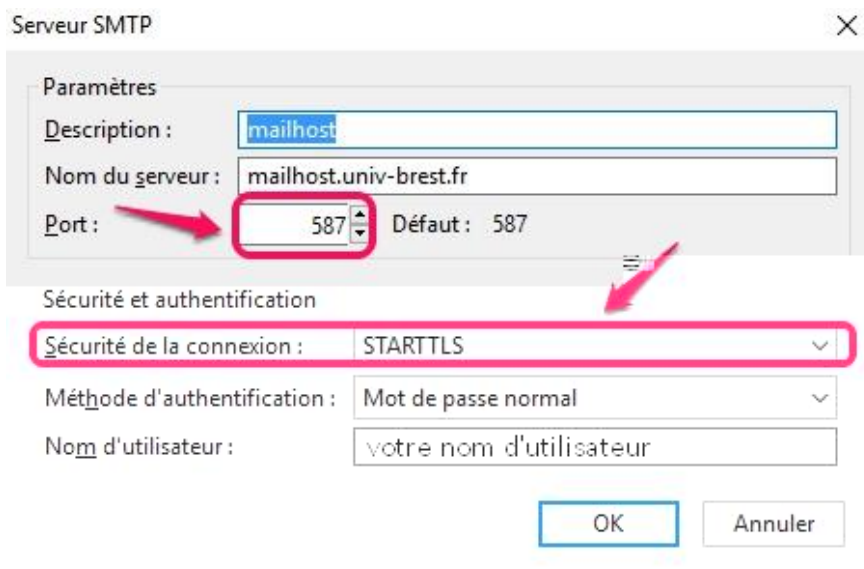 Serveur SMTP
Paramètres
Description : mailhost
Nom du serveur : mailhost.univ-brest.fr
Port : 587 Défaut : 587
Sécurité et authentification
Sécurité de la connexion : STARTTLS
Méthode d'authentification : Mot de passe normal
Nom d'utilisateur : votre nom d'utilisateur
OK Annuler